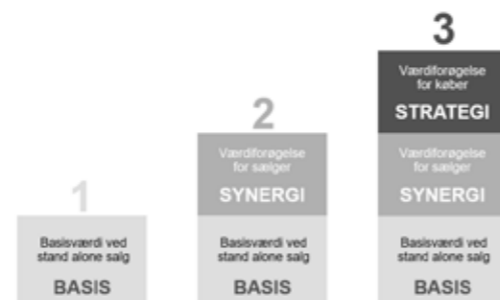 1
Basisværdi ved
stand alone salg
BASIS
2
Værdiforøgelse
for sælger
SYNERGI
Basisværdi ved
stand alone salg
BASIS
3
Værdiforøgelse
for køber
STRATEGI
Værdiforøgelse
for sælger
SYNERGI
Basisværdi ved
stand alone salg
BASIS